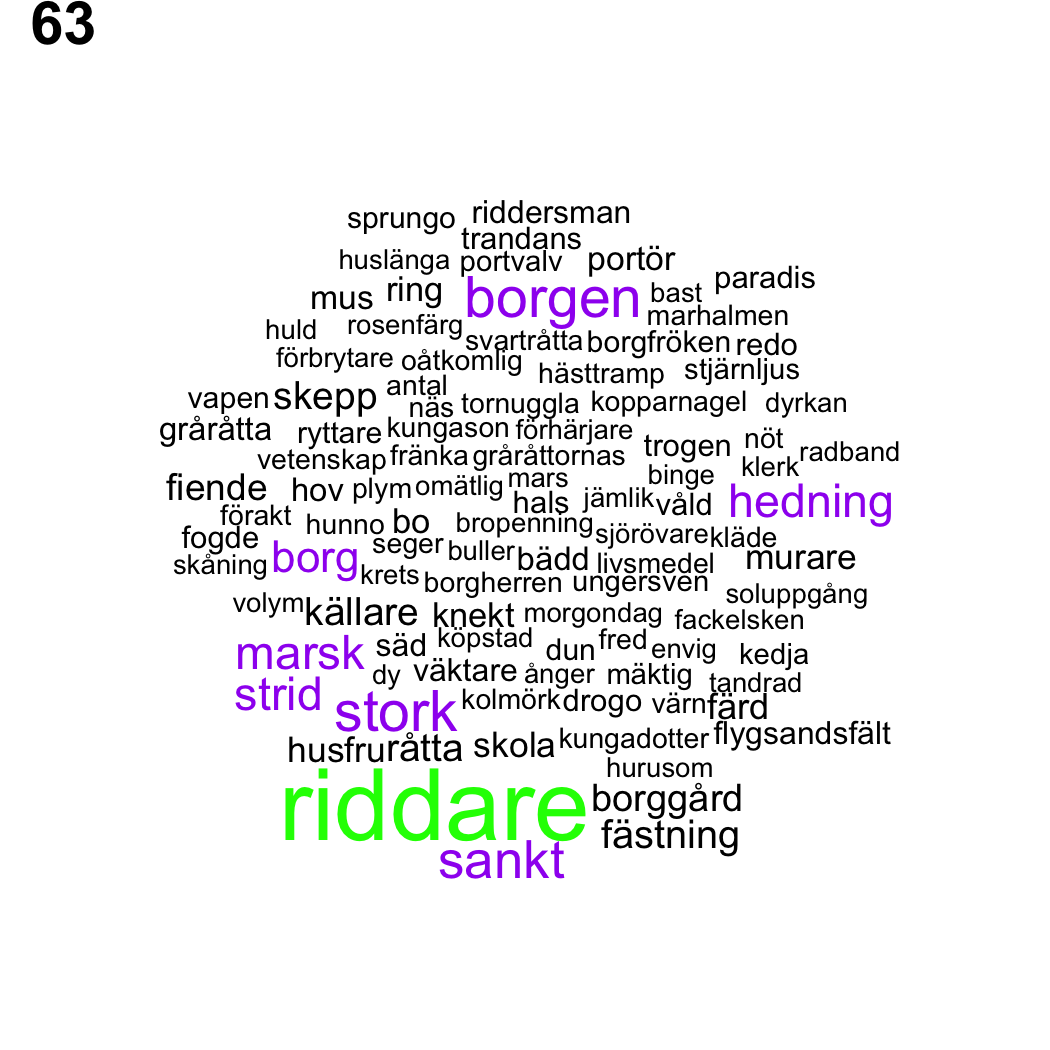 63
sprungo riddersman
trandans
huslänga portvalv portör
paradis
mus ring borgen bast
marhalmen
huld rosenfärg
svartråtta borgfröken redo
förbrytare oåtkomlig
hästtramp stjärnljus
vapen skepp antal
näs tornuggla kopparnagel dyrkan
gråråtta ryttare kungason förhärjare
trogen nöt
vetenskap fränka gråråttornas radband
binge klerk
fiende hov plym omätlig mars
hals jämlik våld hedning
förakt hunno bo bropenning
fogde sjörövare kläde
skåning borg seger buller bädd livsmedel murare
krets borgherren ungersven
volym källare knekt morgondag soluppgång
fackelsken
marsk säd köpstad dun fred envig kedja
dy väktare ånger mäktig tandrad
strid stork kolmörk drogo värn färd
husfru råtta skola kungadotter flygsandsfält
hurusom
riddare borggård
fästning
sankt